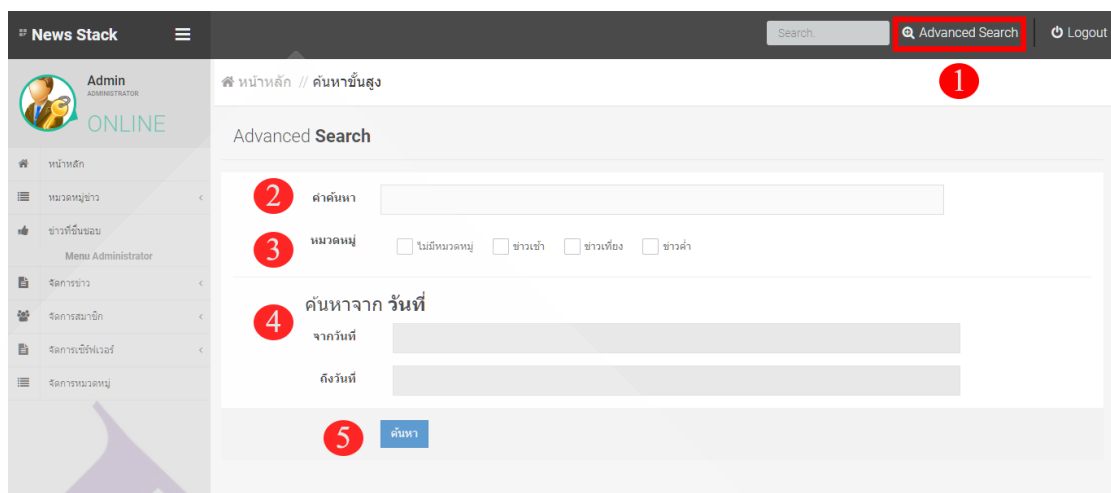 News Stack
Search.
Advanced Search
Logout
1
Admin
ADMINISTRATOR
ONLINE
หน้าหลัก // ค้นหาขั้นสูง
Advanced Search
หน้าหลัก
หมวดหมู่ข่าว
ข่าวที่ชื่นชอบ
Menu Administrator
จัดการข่าว
จัดการสมาชิก
จัดการเซิร์ฟเวอร์
จัดการหมวดหมู่
2 คำค้นหา
3 หมวดหมู่ ไม่มีหมวดหมู่ ข่าวเช้า ข่าวเที่ยง ข่าวค่ำ
ค้นหาจาก วันที่
4 จากวันที่
ถึงวันที่
5 ค้นหา